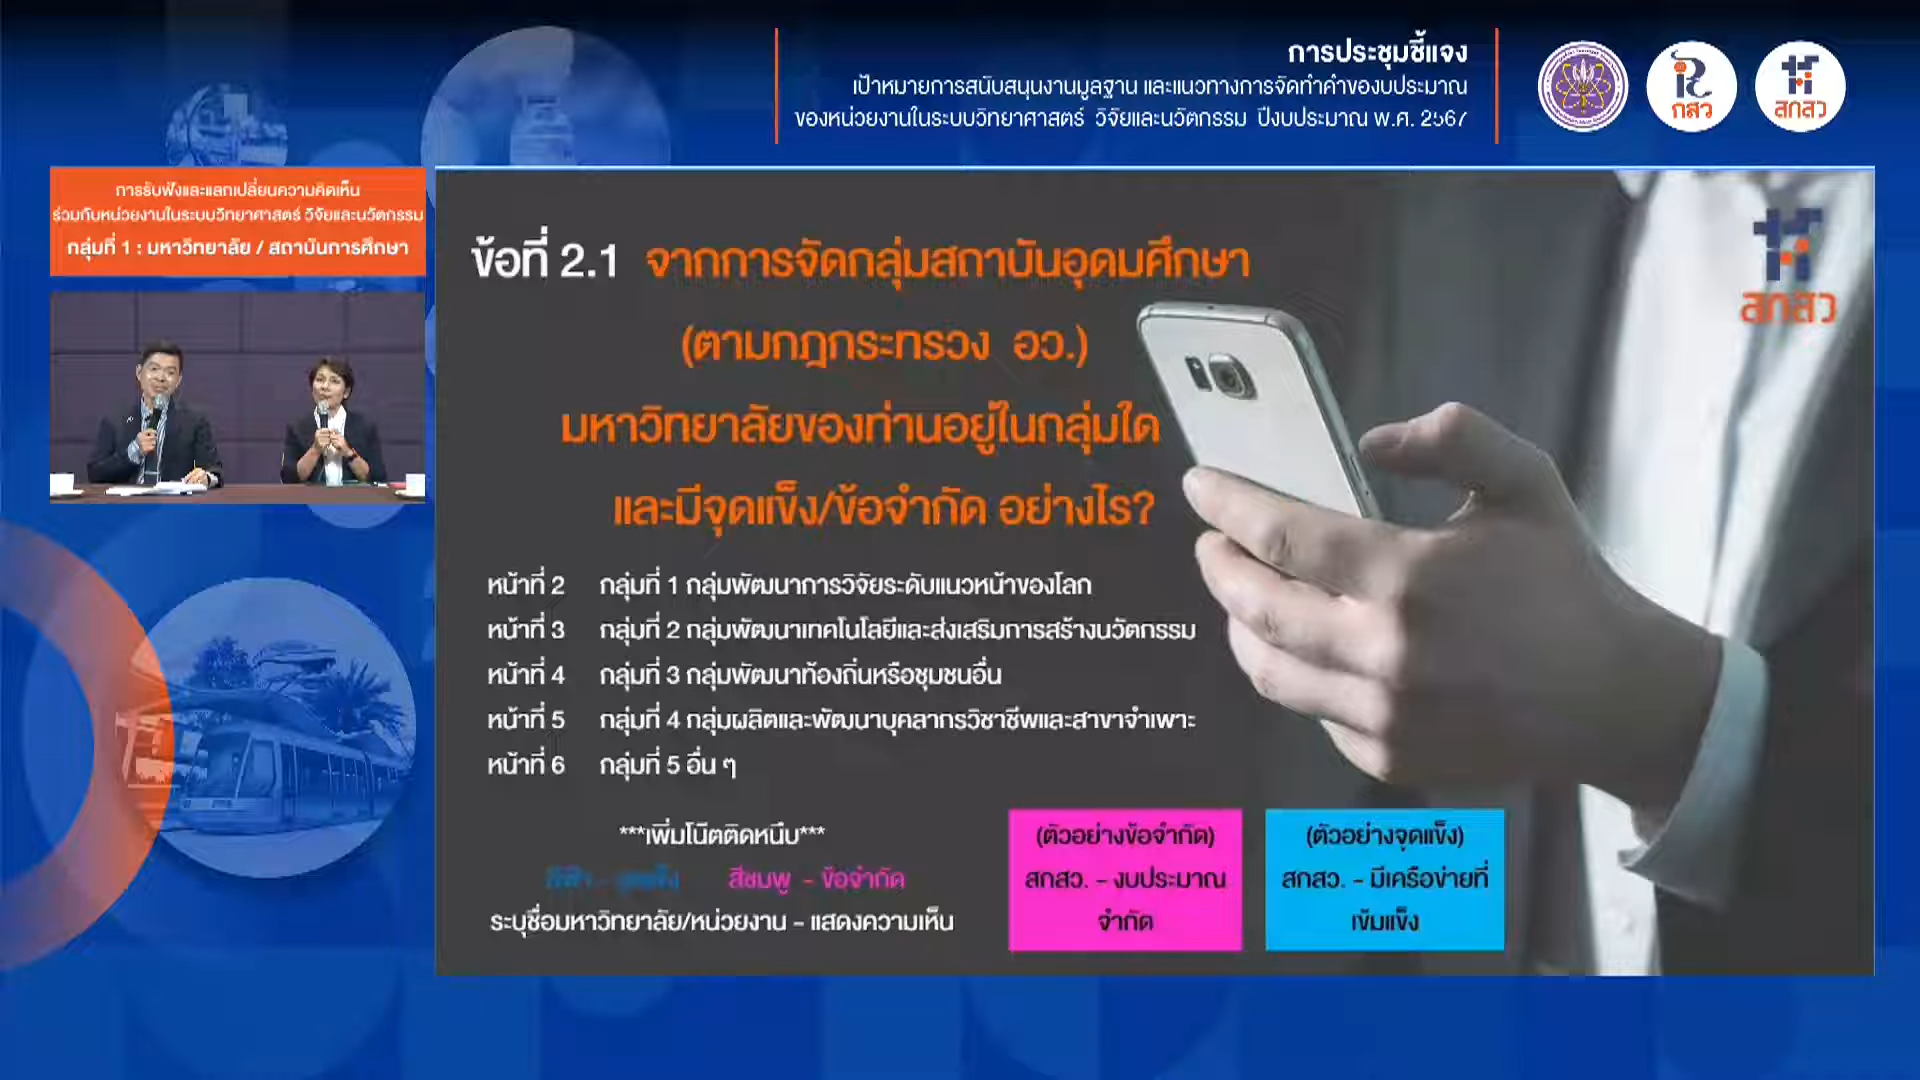 การประชุมชี้แจง
เป้าหมายการสนับสนุนงานมูลฐาน และแนวทางการจัดทำคำของบประมาณ
ของหน่วยงานในระบบวิทยาศาสตร์ วิจัยและนวัตกรรม ปีงบประมาณ พ.ศ. 2567
กสว
สกสว
การรับฟังและแลกเปลี่ยนความคิดเห็น
ร่วมกับหน่วยงานในระบบวิทยาศาสตร์ วิจัยและนวัตกรรม
กลุ่มที่ 1 : มหาวิทยาลัย / สถาบันการศึกษา
สกสว
ข้อที่ 2.1 จากการจัดกลุ่มสถาบันอุดมศึกษา
(ตามกฎกระทรวง อว.)
มหาวิทยาลัยของท่านอยู่ในกลุ่มใด
และมีจุดแข็ง/ข้อจำกัด อย่างไร?
หน้าที่ 2 กลุ่มที่ 1 กลุ่มพัฒนาการวิจัยระดับแนวหน้าของโลก
หน้าที่ 3 กลุ่มที่ 2 กลุ่มพัฒนาเทคโนโลยีและส่งเสริมการสร้างนวัตกรรม
หน้าที่ 4 กลุ่มที่ 3 กลุ่มพัฒนาท้องถิ่นหรือชุมชนอื่น
หน้าที่ 5 กลุ่มที่ 4 กลุ่มผลิตและพัฒนาบุคลากรวิชาชีพและสาขาจำเพาะ
หน้าที่ 6 กลุ่มที่ 5 อื่น ๆ
***เพิ่มโน๊ตติดหนึบ***
สีฟ้า - จุดแข็ง สีชมพู - ข้อจำกัด
ระบุชื่อมหาวิทยาลัย/หน่วยงาน - แสดงความเห็น
(ตัวอย่างข้อจำกัด)
สกสว. - งบประมาณ
จำกัด
(ตัวอย่างจุดแข็ง)
สกสว. - มีเครือข่ายที่
เข้มแข็ง